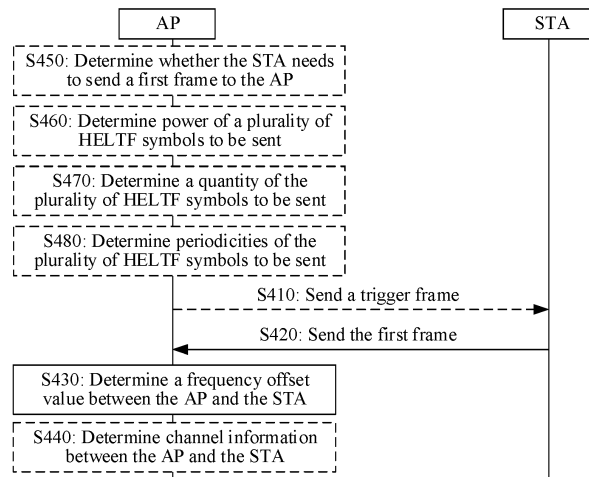 AP
STA
S450: Determine whether the STA needs
to send a first frame to the AP
S460: Determine power of a plurality of
HELTF symbols to be sent
S470: Determine a quantity of the
plurality of HELTF symbols to be sent
S480: Determine periodicities of the
plurality of HELTF symbols to be sent
S410: Send a trigger frame
S420: Send the first frame
S430: Determine a frequency offset
value between the AP and the STA
S440: Determine channel information
between the AP and the STA